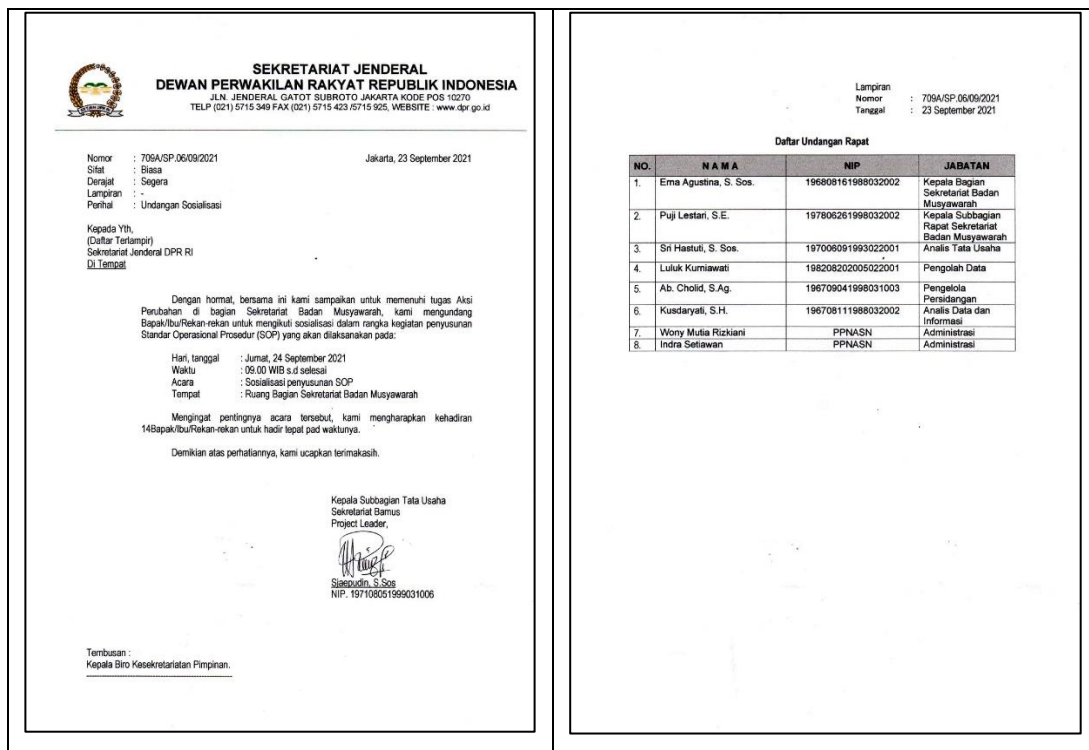 SEKRETARIAT JENDERAL
DEWAN PERWAKILAN RAKYAT REPUBLIK INDONESIA
JLN. JENDERAL GATOT SUBROTO JAKARTA KODE POS 10270
TELP (021) 5715 349 FAX (021) 5715 423 /5715 925, WEBSITE : www.dpr.go.id
Nomor : 709A/SP.06/09/2021 Jakarta, 23 September 2021
Sifat : Biasa
Derajat : Segera
Lampiran : -
Perihal : Undangan Sosialisasi
Kepada Yth,
(Daftar Terlampir)
Sekretariat Jenderal DPR RI
Di Tempat
Dengan hormat, bersama ini kami sampaikan untuk memenuhi tugas Aksi
Perubahan di bagian Sekretariat Badan Musyawarah, kami mengundang
Bapak/Ibu/Rekan-rekan untuk mengikuti sosialisasi dalam rangka kegiatan penyusunan
Standar Operasional Prosedur (SOP) yang akan dilaksanakan pada:
Hari, tanggal : Jumat, 24 September 2021
Waktu : 09.00 WIB s.d selesai
Acara : Sosialisasi penyusunan SOP
Tempat : Ruang Bagian Sekretariat Badan Musyawarah
Mengingat pentingnya acara tersebut, kami mengharapkan kehadiran
14Bapak/Ibu/Rekan-rekan untuk hadir tepat pad waktunya.
Demikian atas perhatiannya, kami ucapkan terimakasih.
Kepala Subbagian Tata Usaha
Sekretariat Bamus
Project Leader,
Sjaepudin, S.Sos
NIP. 197108051999031006
Tembusan :
Kepala Biro Kesekretariatan Pimpinan.
Lampiran
Nomor : 709A/SP.06/09/2021
Tanggal : 23 September 2021
Daftar Undangan Rapat
NO. N A M A NIP JABATAN
1. Erna Agustina, S. Sos. 196808161988032002 Kepala Bagian
Sekretariat Badan
Musyawarah
2. Puji Lestari, S.E. 197806261998032002 Kepala Subbagian
Rapat Sekretariat
Badan Musyawarah
3. Sri Hastuti, S. Sos. 197006091993022001 Analis Tata Usaha
4. Luluk Kurniawati 198208202005022001 Pengolah Data
5. Ab. Cholid, S.Ag. 196709041998031003 Pengelola
Persidangan
6. Kusdaryati, S.H. 196708111988032002 Analis Data dan
Informasi
7. Wony Mutia Rizkiani PPNASN Administrasi
8. Indra Setiawan PPNASN Administrasi